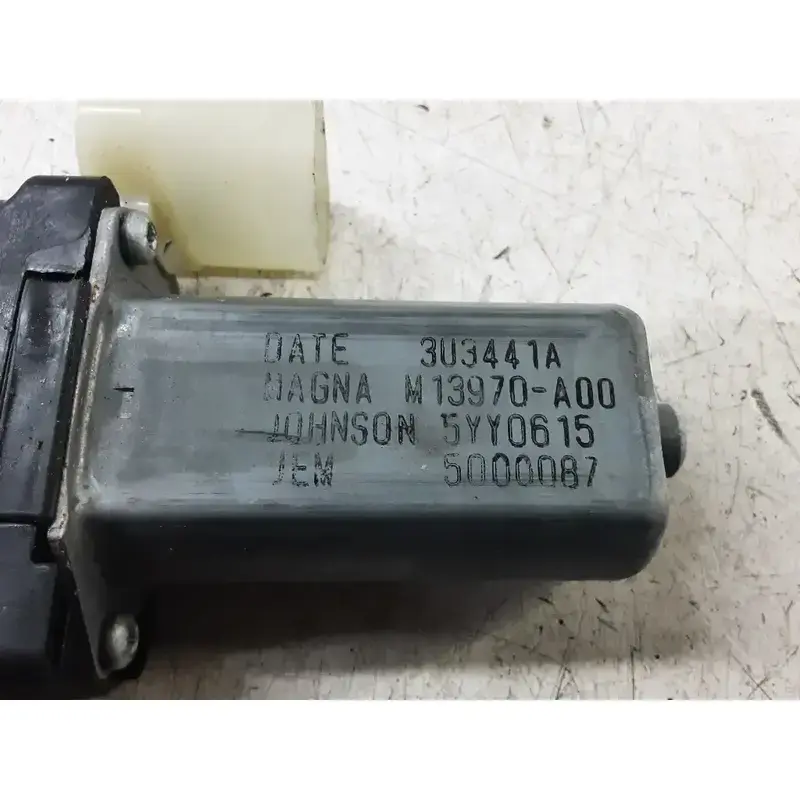 DATE 3U3441A
MAGNA M13970-A00
JOHNSON 5YY0615
JEM 5000087